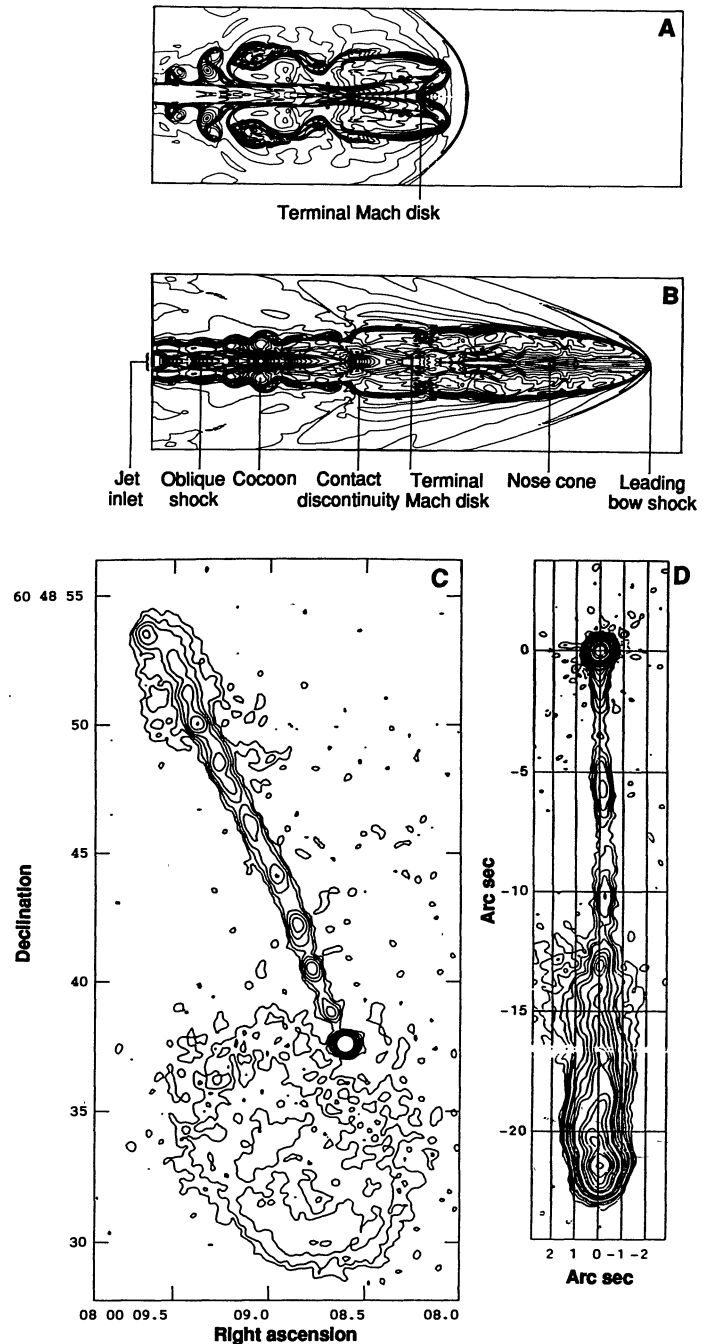 A
Terminal Mach disk
B
Jet inlet
Oblique shock
Cocoon
Contact discontinuity
Terminal Mach disk
Nose cone
Leading bow shock
C
60 48 55
50
45
40
35
30
Declination
08 00 09.5 09.0 08.5 08.0
Right ascension
D
0
-5
-10
-15
-20
Arc sec
2 1 0 -1 -2
Arc sec